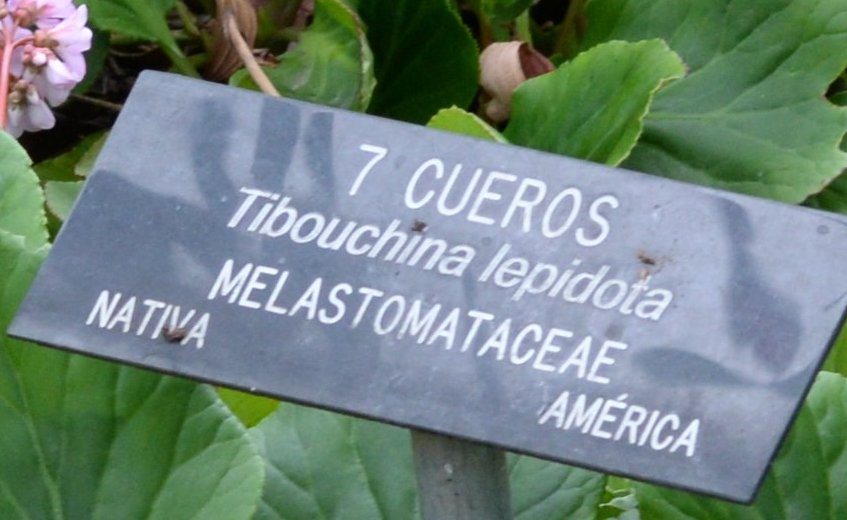 7 CUEROS
Tibouchina lepidota
MELASTOMATACEAE
NATIVA
AMÉRICA